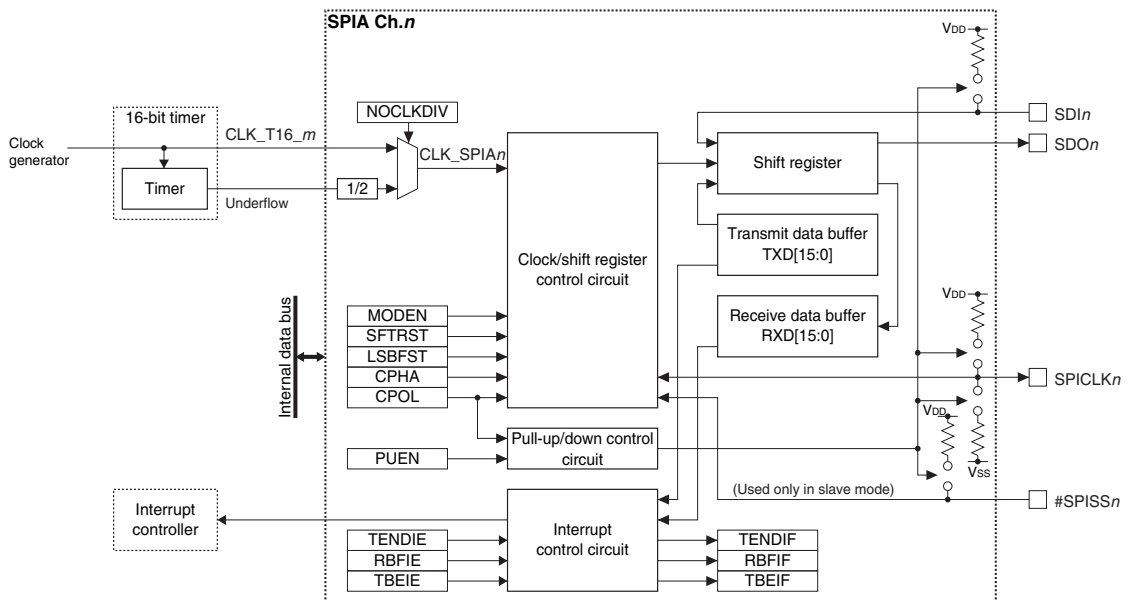 SPIA Ch.n
VDD
SDIn
SDOn
NOCLKDIV
16-bit timer
CLK_T16_m
Clock
generator
CLK_SPIAn
Timer
1/2
Underflow
Shift register
Transmit data buffer
TXD[15:0]
Clock/shift register
control circuit
Receive data buffer
RXD[15:0]
VDD
Internal data bus
MODEN
SFTRST
LSBFST
CPHA
CPOL
SPICLKn
VDD
Pull-up/down control
circuit
PUEN
VSS
(Used only in slave mode)
#SPISSn
Interrupt
controller
Interrupt
control circuit
TENDIE
RBFIE
TBEIE
TENDIF
RBFIF
TBEIF